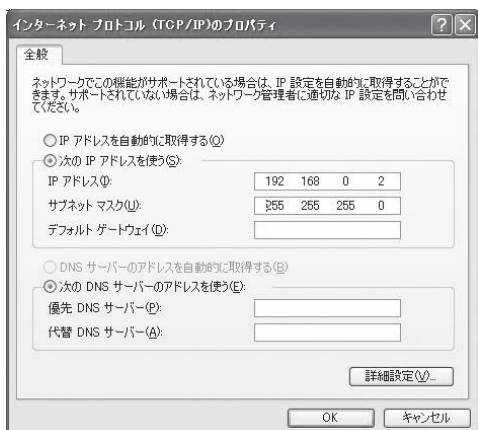 インターネット プロトコル (TCP/IP)のプロパティ
全般
ネットワークでこの機能がサポートされている場合は、IP 設定を自動的に取得することがで
きます。サポートされていない場合は、ネットワーク管理者に適切な IP 設定を問い合わせ
てください。
IP アドレスを自動的に取得する(O)
次の IP アドレスを使う(S):
IP アドレス(I): 192 168 0 2
サブネット マスク(U): 255 255 255 0
デフォルト ゲートウェイ(D):
DNS サーバーのアドレスを自動的に取得する(B)
次の DNS サーバーのアドレスを使う(E):
優先 DNS サーバー(P):
代替 DNS サーバー(A):
詳細設定(V)...
OK キャンセル